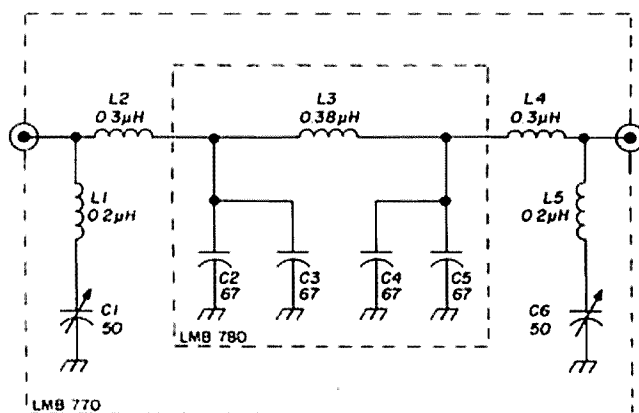 L2
0.3µH
L3
0.38µH
L4
0.3µH
L1
0.2µH
L5
0.2µH
C2
67
C3
67
C4
67
C5
67
C1
50
C6
50
LMB 780
LMB 770